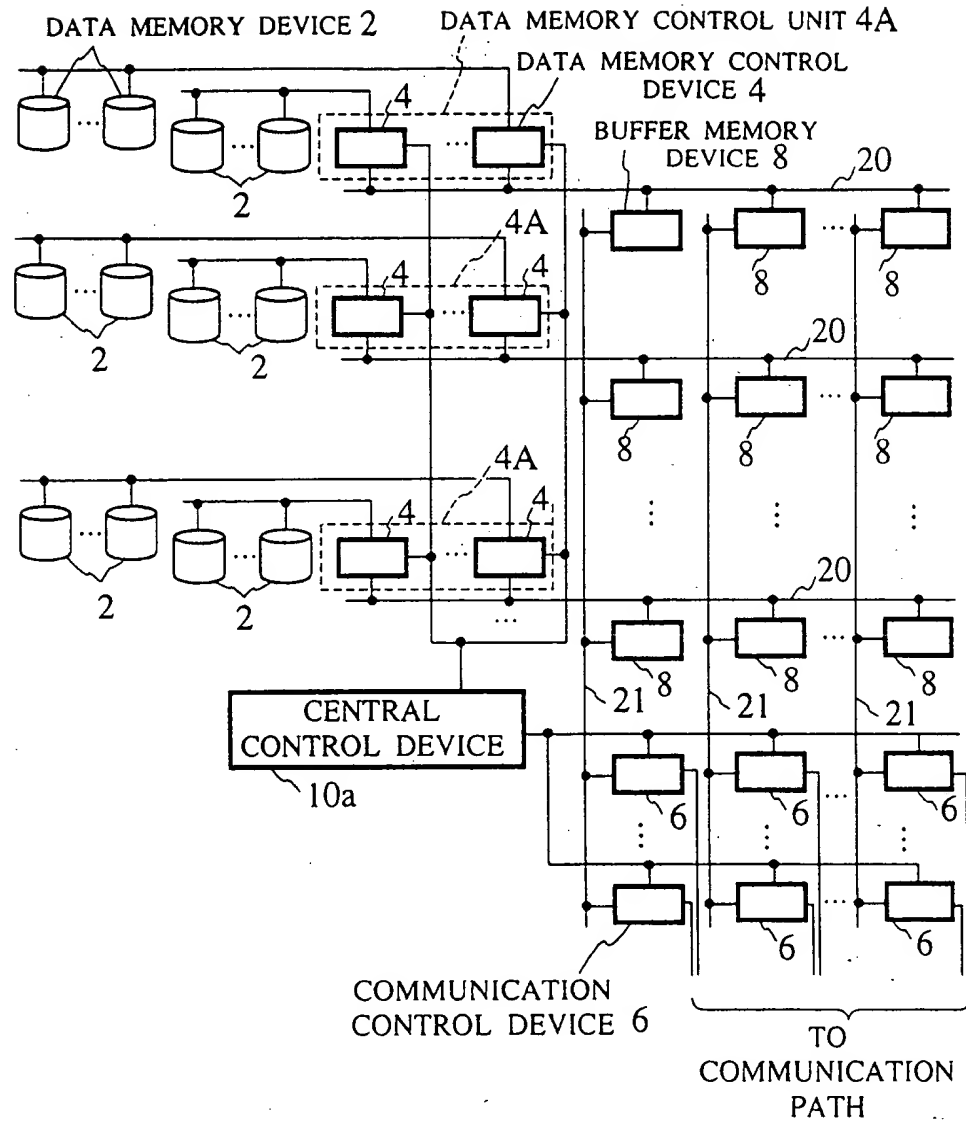 DATA MEMORY DEVICE 2
DATA MEMORY CONTROL UNIT 4A
DATA MEMORY CONTROL
DEVICE 4
4
BUFFER MEMORY
DEVICE 8
20
2
8
8
4A
4
4
2
2
20
8
8
8
4A
4
4
2
2
20
8
8
8
21
21
21
CENTRAL
CONTROL DEVICE
10a
6
6
6
6
6
COMMUNICATION
CONTROL DEVICE 6
TO
COMMUNICATION
PATH